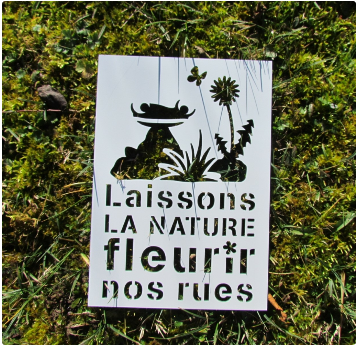 Laissons
LA NATURE
fleurir
nos rues